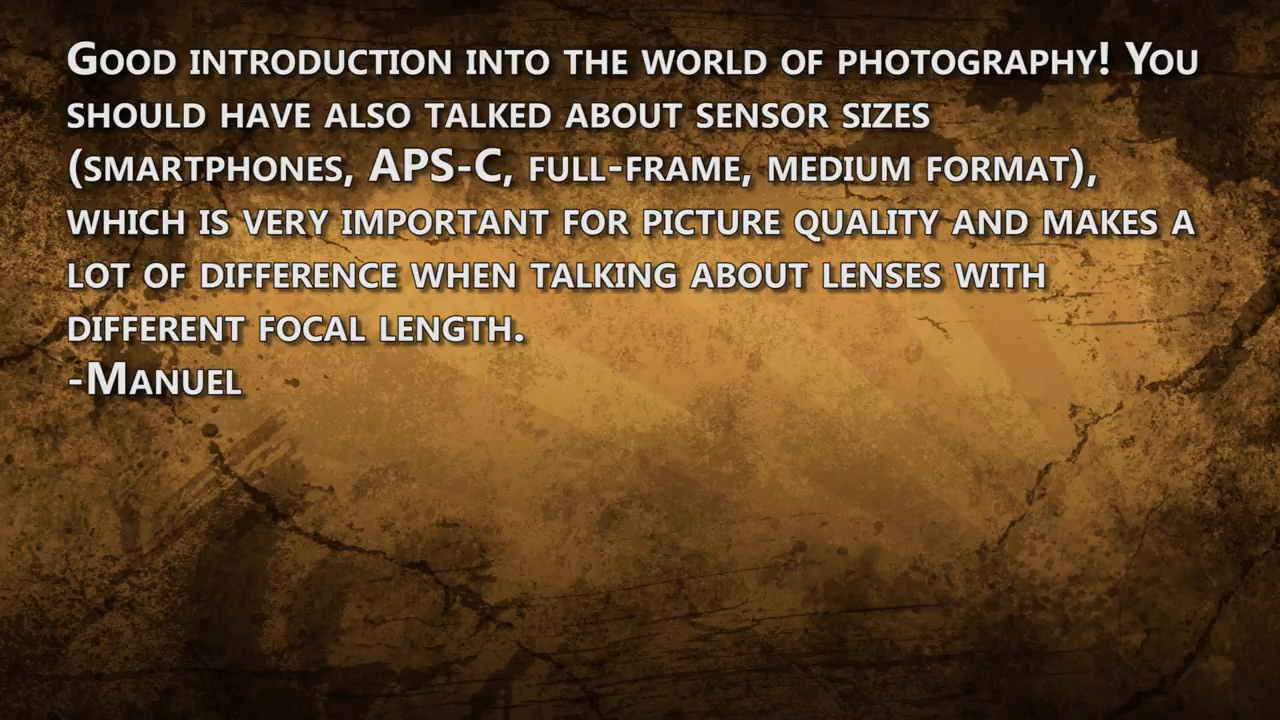 Good introduction into the world of photography! You
should have also talked about sensor sizes
(smartphones, APS-C, full-frame, medium format),
which is very important for picture quality and makes a
lot of difference when talking about lenses with
different focal length.
-Manuel